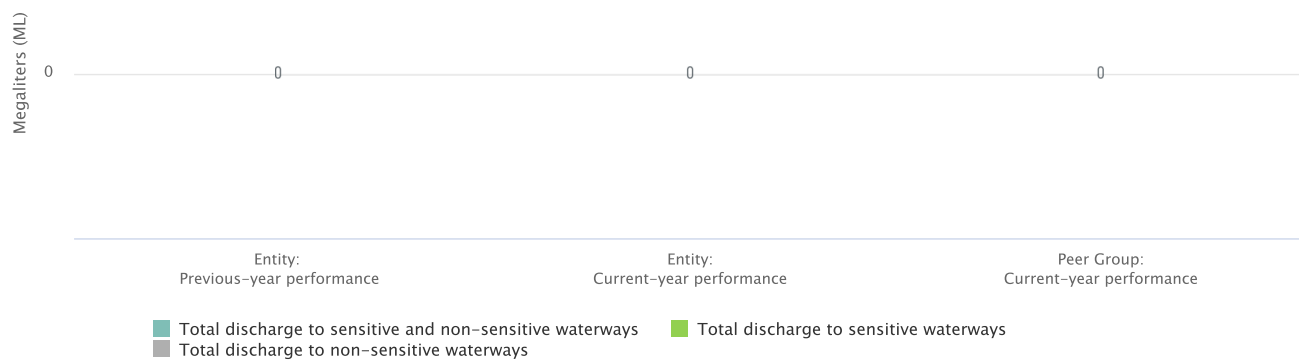 Megaliters (ML)
0
0
0
0
Entity:
Previous-year performance
Entity:
Current-year performance
Peer Group:
Current-year performance
Total discharge to sensitive and non-sensitive waterways
Total discharge to sensitive waterways
Total discharge to non-sensitive waterways